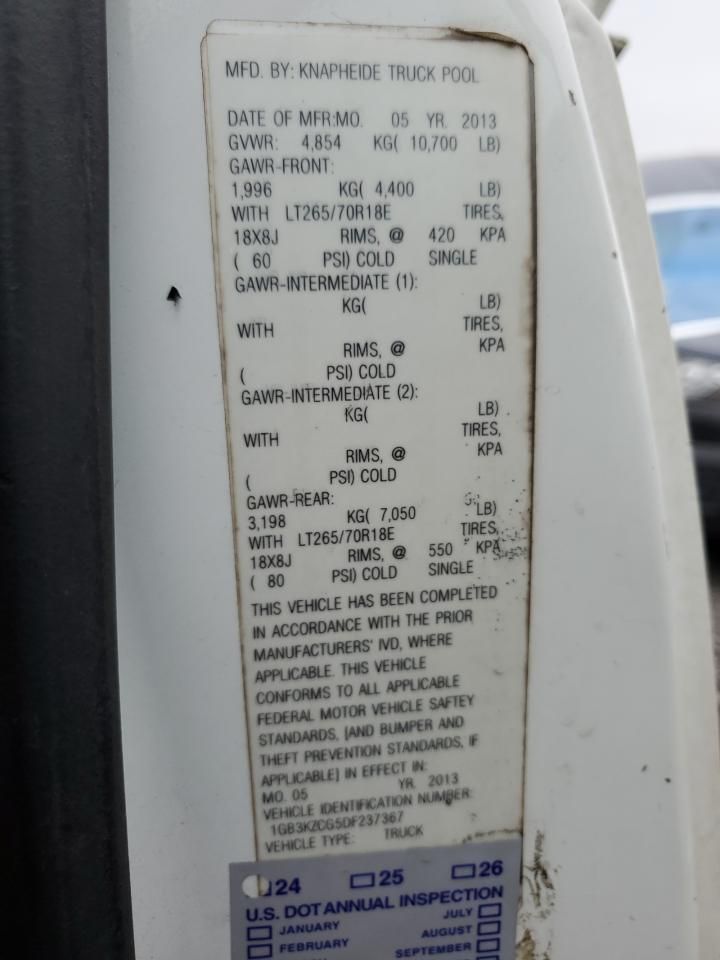 MFD. BY: KNAPHEIDE TRUCK POOL
DATE OF MFR:MO. 05 YR. 2013
GVWR: 4,854 KG( 10,700 LB)
GAWR-FRONT:
1,996 KG( 4,400 LB)
WITH LT265/70R18E TIRES,
18X8J RIMS, @ 420 KPA
( 60 PSI) COLD SINGLE
GAWR-INTERMEDIATE (1):
KG( LB)
WITH TIRES,
RIMS, @ KPA
( PSI) COLD
GAWR-INTERMEDIATE (2):
KG( LB)
WITH TIRES,
RIMS, @ KPA
( PSI) COLD
GAWR-REAR:
3,198 KG( 7,050 LB)
WITH LT265/70R18E TIRES,
18X8J RIMS, @ 550 KPA
( 80 PSI) COLD SINGLE
THIS VEHICLE HAS BEEN COMPLETED
IN ACCORDANCE WITH THE PRIOR
MANUFACTURERS' IVD, WHERE
APPLICABLE. THIS VEHICLE
CONFORMS TO ALL APPLICABLE
FEDERAL MOTOR VEHICLE SAFTEY
STANDARDS, [AND BUMPER AND
THEFT PREVENTION STANDARDS, IF
APPLICABLE] IN EFFECT IN:
MO. 05 YR. 2013
VEHICLE IDENTIFICATION NUMBER:
1GB3KZCG5DF237367
VEHICLE TYPE: TRUCK
24 25 26
U.S. DOT ANNUAL INSPECTION
JANUARY JULY
FEBRUARY AUGUST
SEPTEMBER